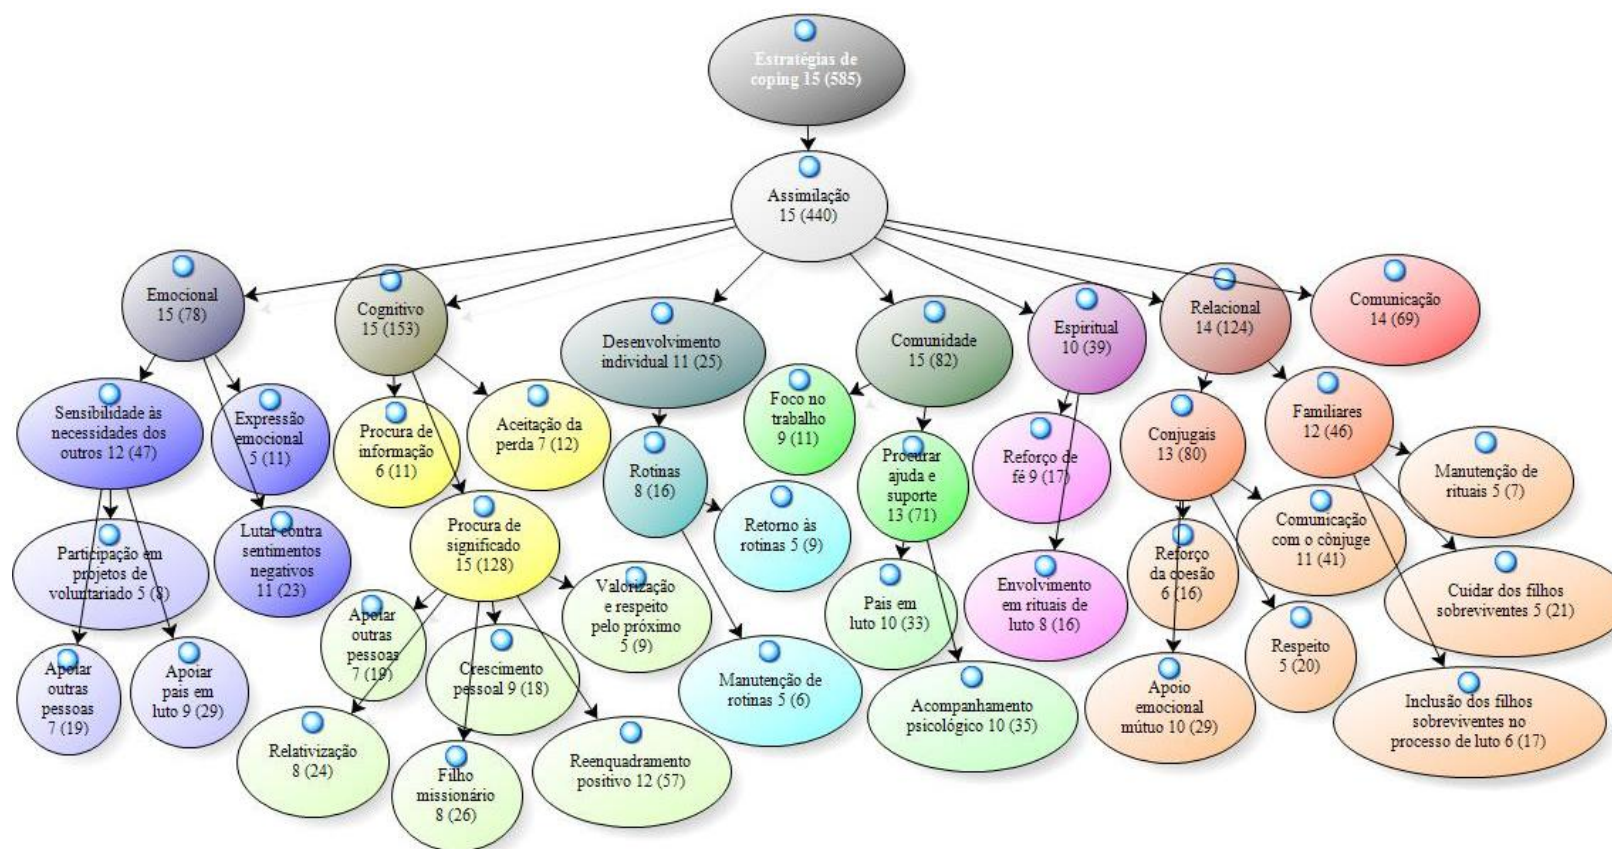 Estratégias de
coping 15 (585)
Assimilação
15 (440)
Emocional
15 (78)
Cognitivo
15 (153)
Desenvolvimento
individual 11 (25)
Comunidade
15 (82)
Espiritual
10 (39)
Relacional
14 (124)
Comunicação
14 (69)
Sensibilidade às
necessidades dos
outros 12 (47)
Expressão
emocional
5 (11)
Lutar contra
sentimentos
negativos
11 (23)
Participação em
projetos de
voluntariado 5 (8)
Apoiar
outras
pessoas
7 (19)
Apoiar
pais em
luto 9 (29)
Procura de
informação
6 (11)
Aceitação da
perda 7 (12)
Procura de
significado
15 (128)
Apoiar
outras
pessoas
7 (19)
Relativização
8 (24)
Filho
missionário
8 (26)
Crescimento
pessoal 9 (18)
Reenquadramento
positivo 12 (57)
Valorização
e respeito
pelo próximo
5 (9)
Rotinas
8 (16)
Retorno às
rotinas 5 (9)
Manutenção de
rotinas 5 (6)
Foco no
trabalho
9 (11)
Procurar
ajuda e
suporte
13 (71)
Pais em
luto 10 (33)
Acompanhamento
psicológico 10 (35)
Reforço de
fé 9 (17)
Envolvimento
em rituais de
luto 8 (16)
Conjugais
13 (80)
Familiares
12 (46)
Reforço
da coesão
6 (16)
Comunicação
com o cônjuge
11 (41)
Apoio
emocional
mútuo 10 (29)
Respeito
5 (20)
Manutenção de
rituais 5 (7)
Cuidar dos filhos
sobreviventes 5 (21)
Inclusão dos filhos
sobreviventes no
processo de luto 6 (17)